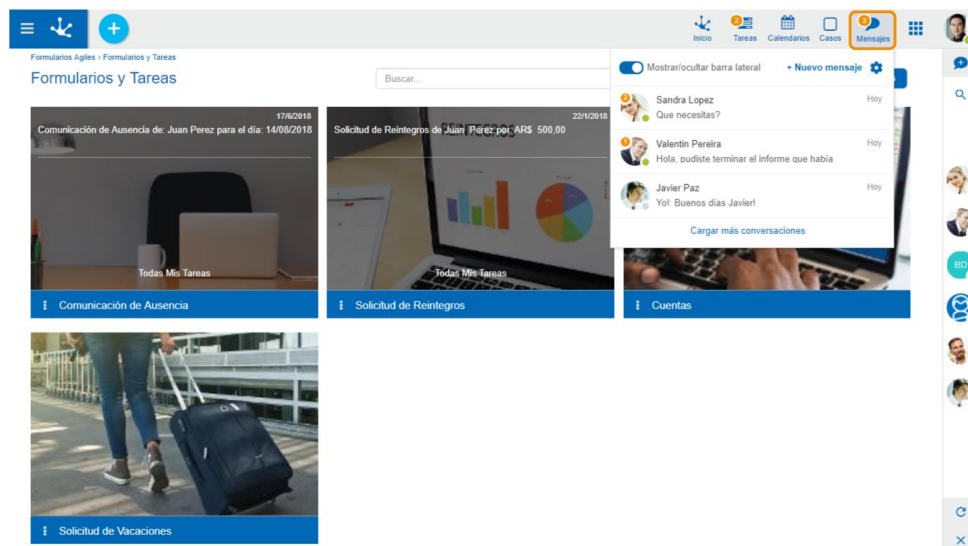 +
2
3
Inicio
Tareas
Calendarios
Casos
Mensajes
Formularios Agiles › Formularios y Tareas
Formularios y Tareas
Buscar...
Mostrar/ocultar barra lateral
+ Nuevo mensaje
2
Sandra Lopez
Hoy
Que necesitas?
1
Valentin Pereira
Hoy
Hola, pudiste terminar el informe que había
Javier Paz
Hoy
Yo!: Buenos días Javier!
Cargar más conversaciones
17/6/2018
Comunicación de Ausencia de: Juan Perez para el día: 14/08/2018
Todas Mis Tareas
Comunicación de Ausencia
22/1/2018
Solicitud de Reintegros de Juan Pérez por: AR$ 500,00
REINTEGROS
Todas Mis Tareas
Solicitud de Reintegros
Cuentas
Solicitud de Vacaciones
BD